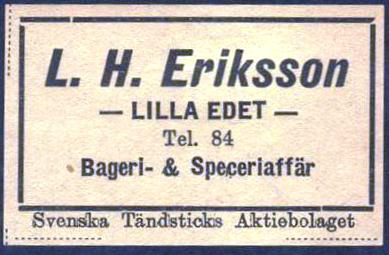 L. H. Eriksson
— LILLA EDET —
Tel. 84
Bageri- & Speceriaffär
Svenska Tändsticks Aktiebolaget